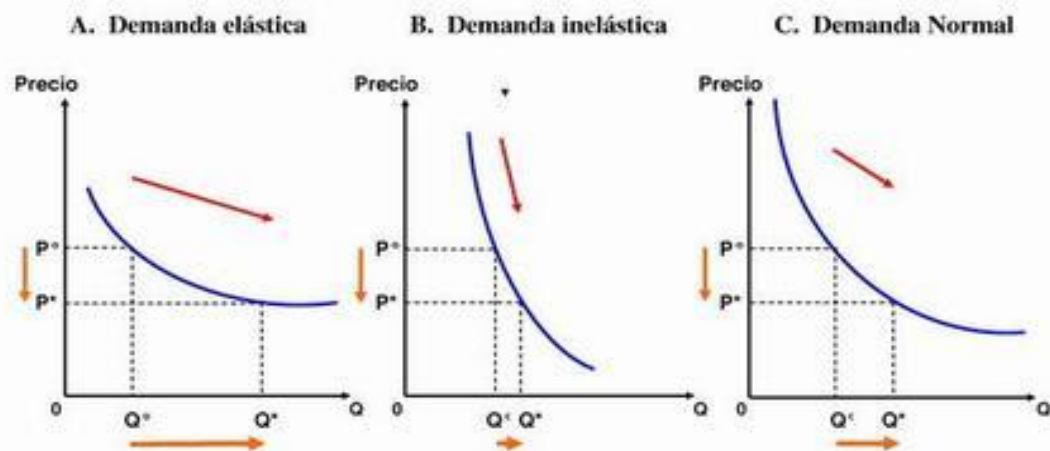 A. Demanda elástica
B. Demanda inelástica
C. Demanda Normal
Precio
Precio
Precio
P°
P*
0
Q°
Q*
Q
P°
P*
0
Q*
Q
P°
P*
0
Q*
Q